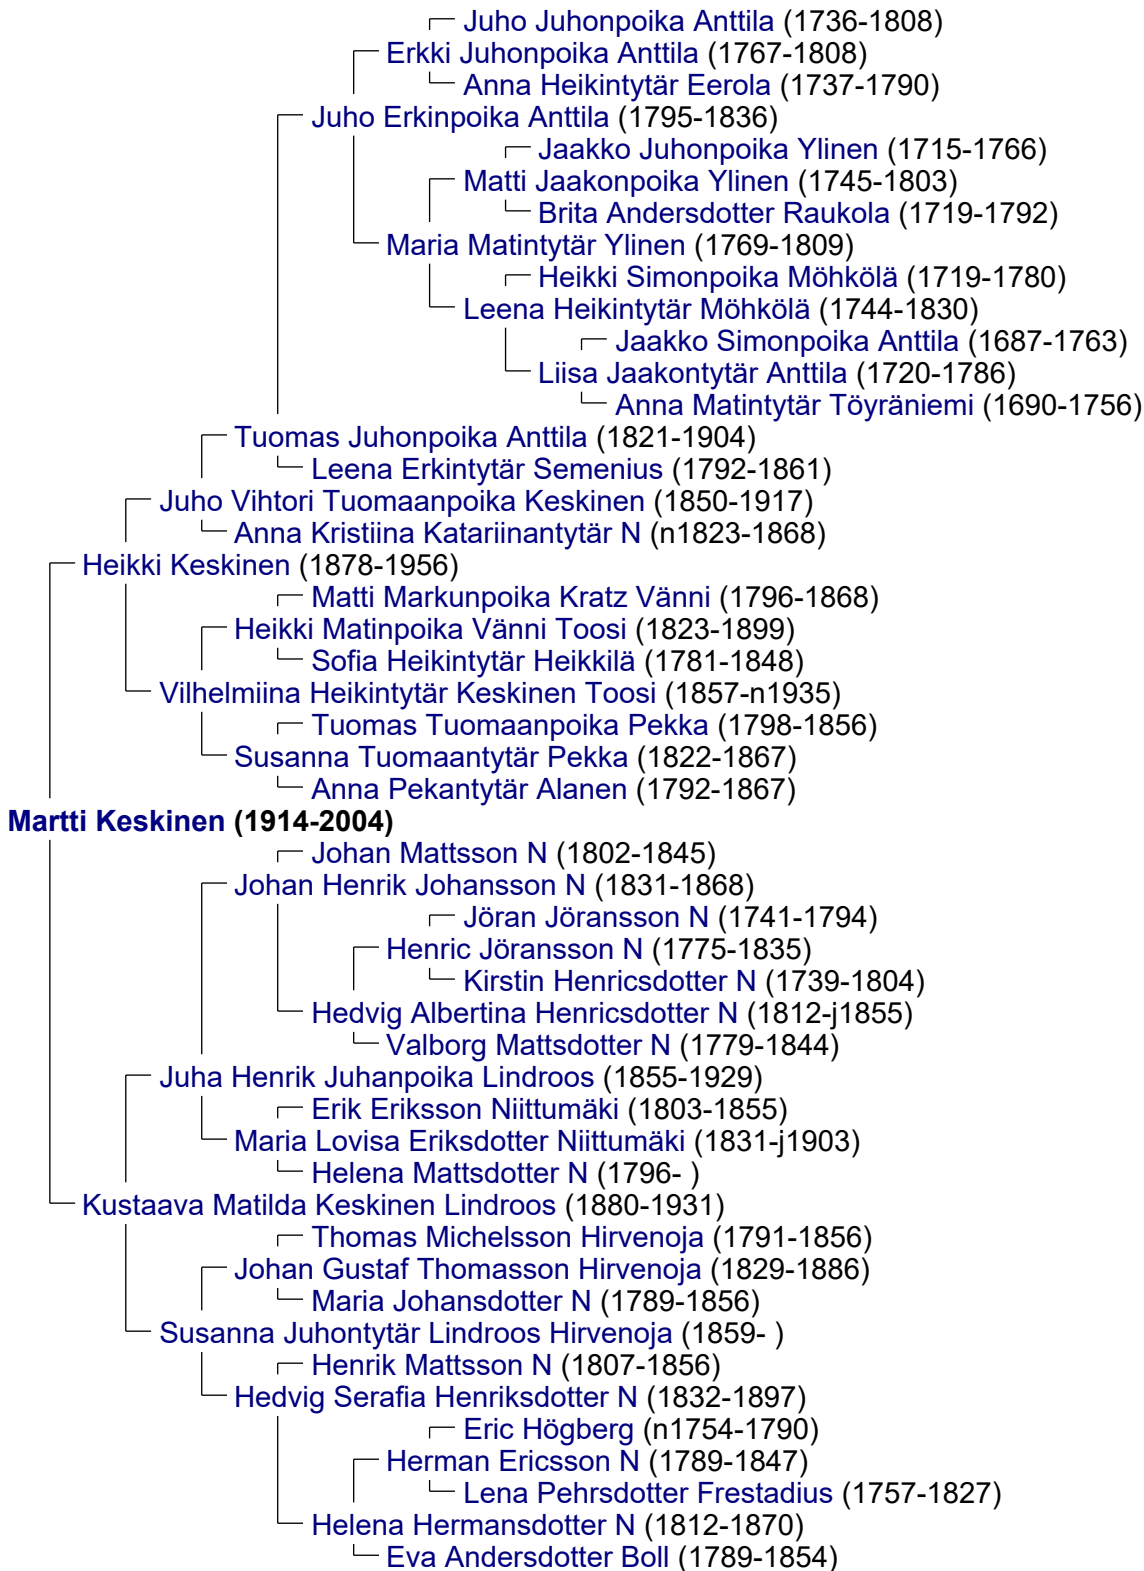 Juho Juhonpoika Anttila (1736-1808)
Erkki Juhonpoika Anttila (1767-1808)
Anna Heikintytär Eerola (1737-1790)
Juho Erkinpoika Anttila (1795-1836)
Jaakko Juhonpoika Ylinen (1715-1766)
Matti Jaakonpoika Ylinen (1745-1803)
Brita Andersdotter Raukola (1719-1792)
Maria Matintytär Ylinen (1769-1809)
Heikki Simonpoika Möhkölä (1719-1780)
Leena Heikintytär Möhkölä (1744-1830)
Jaakko Simonpoika Anttila (1687-1763)
Liisa Jaakontytär Anttila (1720-1786)
Anna Matintytär Töyräniemi (1690-1756)
Tuomas Juhonpoika Anttila (1821-1904)
Leena Erkintytär Semenius (1792-1861)
Juho Vihtori Tuomaanpoika Keskinen (1850-1917)
Anna Kristiina Katariinantytär N (n1823-1868)
Heikki Keskinen (1878-1956)
Matti Markunpoika Kratz Vänni (1796-1868)
Heikki Matinpoika Vänni Toosi (1823-1899)
Sofia Heikintytär Heikkilä (1781-1848)
Vilhelmiina Heikintytär Keskinen Toosi (1857-n1935)
Tuomas Tuomaanpoika Pekka (1798-1856)
Susanna Tuomaantytär Pekka (1822-1867)
Anna Pekantytär Alanen (1792-1867)
Martti Keskinen (1914-2004)
Johan Mattsson N (1802-1845)
Johan Henrik Johansson N (1831-1868)
Jöran Jöransson N (1741-1794)
Henric Jöransson N (1775-1835)
Kirstin Henricsdotter N (1739-1804)
Hedvig Albertina Henricsdotter N (1812-j1855)
Valborg Mattsdotter N (1779-1844)
Juha Henrik Juhanpoika Lindroos (1855-1929)
Erik Eriksson Niittumäki (1803-1855)
Maria Lovisa Eriksdotter Niittumäki (1831-j1903)
Helena Mattsdotter N (1796- )
Kustaava Matilda Keskinen Lindroos (1880-1931)
Thomas Michelsson Hirvenoja (1791-1856)
Johan Gustaf Thomasson Hirvenoja (1829-1886)
Maria Johansdotter N (1789-1856)
Susanna Juhontytär Lindroos Hirvenoja (1859- )
Henrik Mattsson N (1807-1856)
Hedvig Serafia Henriksdotter N (1832-1897)
Eric Högberg (n1754-1790)
Herman Ericsson N (1789-1847)
Lena Pehrsdotter Frestadius (1757-1827)
Helena Hermansdotter N (1812-1870)
Eva Andersdotter Boll (1789-1854)